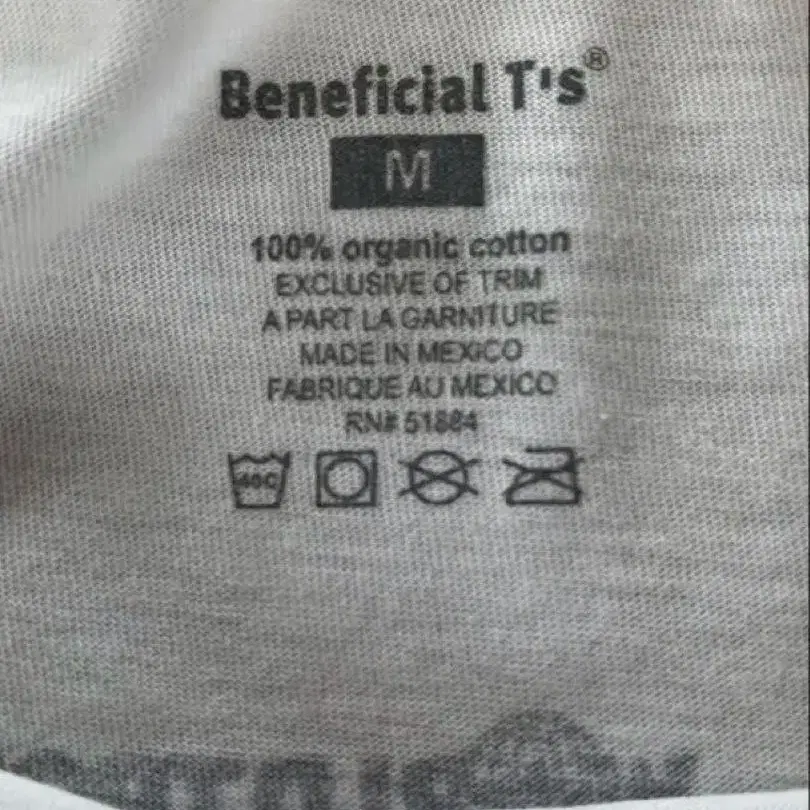 Beneficial T's®
M
100% organic cotton
EXCLUSIVE OF TRIM
A PART LA GARNITURE
MADE IN MEXICO
FABRIQUE AU MEXICO
RN# 51884
40C